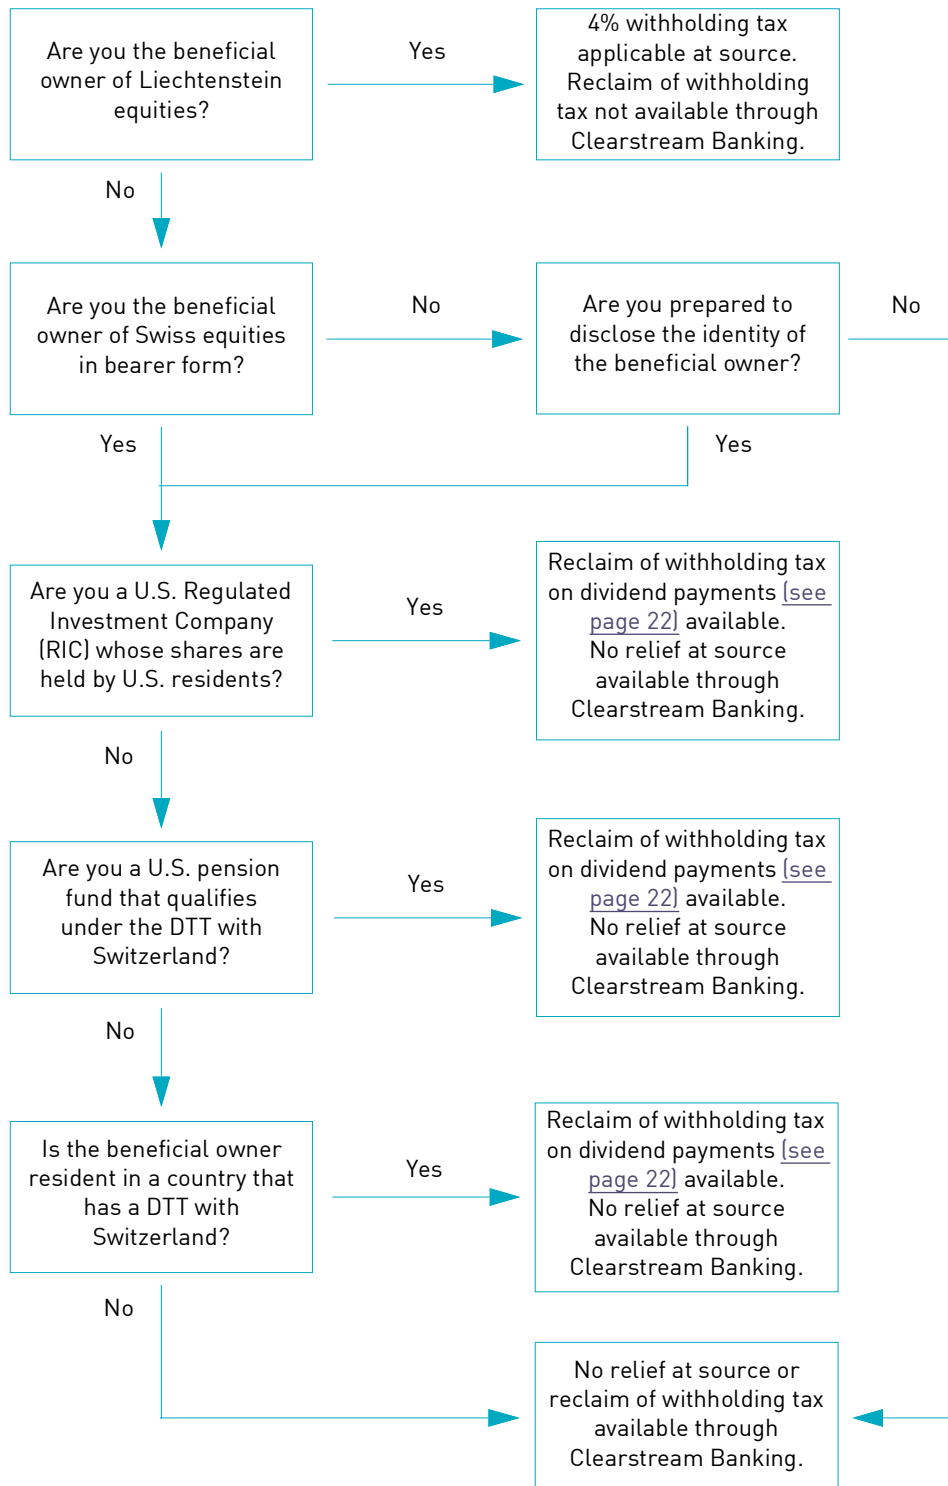 Are you the beneficial
owner of Liechtenstein
equities?
Yes
4% withholding tax
applicable at source.
Reclaim of withholding
tax not available through
Clearstream Banking.
No
Are you the beneficial
owner of Swiss equities
in bearer form?
No
Are you prepared to
disclose the identity of
the beneficial owner?
No
Yes
Yes
Are you a U.S. Regulated
Investment Company
(RIC) whose shares are
held by U.S. residents?
Yes
Reclaim of withholding tax
on dividend payments (see
page 22) available.
No relief at source
available through
Clearstream Banking.
No
Are you a U.S. pension
fund that qualifies
under the DTT with
Switzerland?
Yes
Reclaim of withholding tax
on dividend payments (see
page 22) available.
No relief at source
available through
Clearstream Banking.
No
Is the beneficial owner
resident in a country that
has a DTT with
Switzerland?
Yes
Reclaim of withholding tax
on dividend payments (see
page 22) available.
No relief at source
available through
Clearstream Banking.
No
No relief at source or
reclaim of withholding tax
available through
Clearstream Banking.